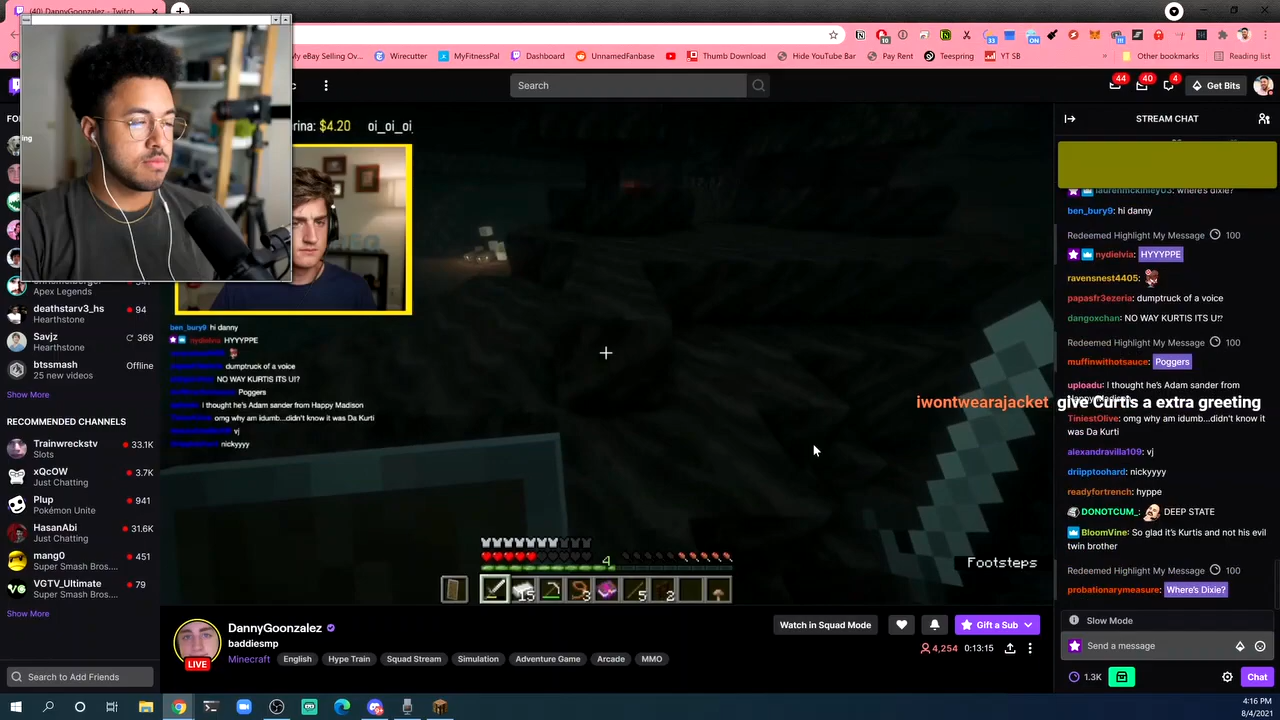 (40) DannyGoonzalez - Twitch
My eBay Selling Ov...
Wirecutter
MyFitnessPal
Dashboard
UnnamedFanbase
Thumb Download
Hide YouTube Bar
Pay Rent
Teespring
YT SB
Other bookmarks
Reading list
Search
44
40
4
Get Bits
erina: $4.20 oi_oi_oi
STREAM CHAT
laurenmckinley03: where's dixie?
ben_bury9: hi danny
Redeemed Highlight My Message 100
nydielvia: HYYYPPE
ravensnest4405:
papasfr3ezeria: dumptruck of a voice
dangoxchan: NO WAY KURTIS ITS U!?
Redeemed Highlight My Message 100
muffinwithotsauce: Poggers
uploadu: I thought he's Adam sander from
iwontwearajacket give Curtis a extra greeting
TiniestOlive: omg why am idumb...didn't know it
was Da Kurti
alexandravilla109: vj
driipptoohard: nickyyyy
readyfortrench: hyppe
DONOTCUM_: DEEP STATE
BloomVine: So glad it's Kurtis and not his evil
twin brother
Redeemed Highlight My Message 100
probationarymeasure: Where's Dixie?
Slow Mode
Send a message
1.3K
Chat
Apex Legends
deathstarv3_hs 94
Hearthstone
Savjz 369
Hearthstone
btssmash Offline
25 new videos
Show More
RECOMMENDED CHANNELS
Trainwreckstv 33.1K
Slots
xQcOW 3.7K
Just Chatting
Plup 941
Pokémon Unite
HasanAbi 31.6K
Just Chatting
mang0 451
Super Smash Bros....
VGTV_Ultimate 79
Super Smash Bros....
Show More
Search to Add Friends
ben_bury9 hi danny
nydielvia HYYYPPE
dumptruck of a voice
NO WAY KURTIS ITS U!?
Poggers
I thought he's Adam sander from Happy Madison
omg why am idumb...didn't know it was Da Kurti
vj
nickyyyy
4
15
3
5
2
Footsteps
LIVE
DannyGoonzalez
baddiesmp
Minecraft
English
Hype Train
Squad Stream
Simulation
Adventure Game
Arcade
MMO
Watch in Squad Mode
Gift a Sub
4,254
0:13:15
4:16 PM
8/4/2021